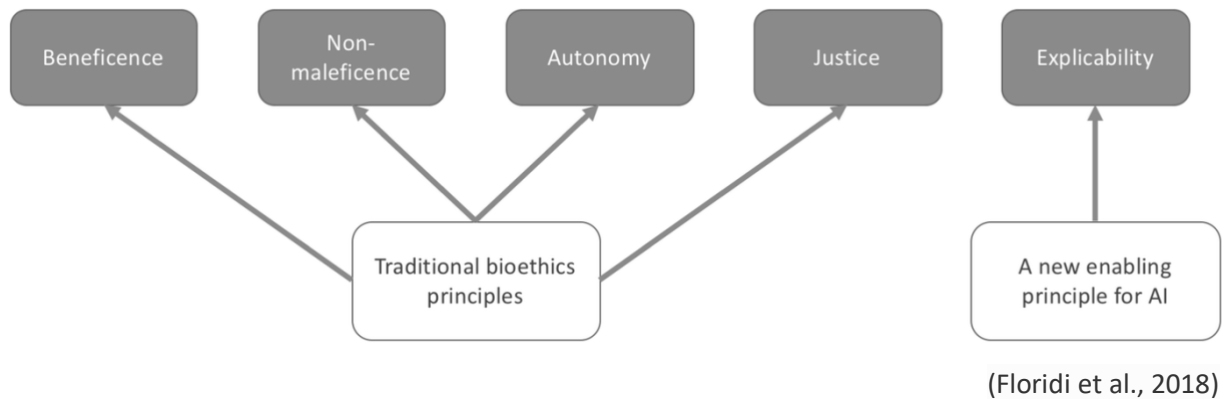 Beneficence
Non-
maleficence
Autonomy
Justice
Explicability
Traditional bioethics
principles
A new enabling
principle for AI
(Floridi et al., 2018)